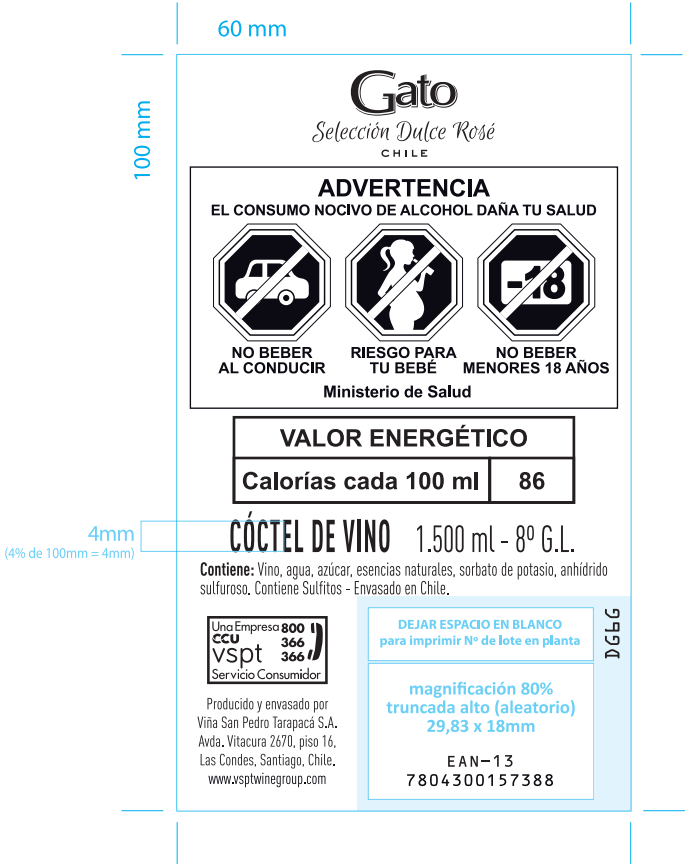 60 mm
100 mm
Gato
Selección Dulce Rosé
CHILE
ADVERTENCIA
EL CONSUMO NOCIVO DE ALCOHOL DAÑA TU SALUD
-18
NO BEBER
AL CONDUCIR
RIESGO PARA
TU BEBÉ
NO BEBER
MENORES 18 AÑOS
Ministerio de Salud
VALOR ENERGÉTICO
Calorías cada 100 ml 86
4mm
(4% de 100mm = 4mm)
CÓCTEL DE VINO 1.500 ml - 8º G.L.
Contiene: Vino, agua, azúcar, esencias naturales, sorbato de potasio, anhídrido
sulfuroso. Contiene Sulfitos - Envasado en Chile.
Una Empresa
CCU
vspt
800
366
366
Servicio Consumidor
Producido y envasado por
Viña San Pedro Tarapacá S.A.
Avda. Vitacura 2670, piso 16,
Las Condes, Santiago, Chile.
www.vsptwinegroup.com
DEJAR ESPACIO EN BLANCO
para imprimir Nº de lote en planta
DGbG
magnificación 80%
truncada alto (aleatorio)
29,83 x 18mm
EAN-13
7804300157388